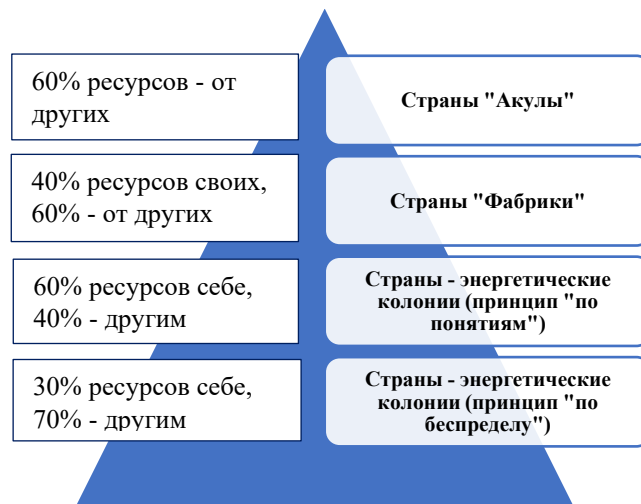 60% ресурсов - от
других
Страны "Акулы"
40% ресурсов своих,
60% - от других
Страны "Фабрики"
60% ресурсов себе,
40% - другим
Страны - энергетические
колонии (принцип "по
понятиям")
30% ресурсов себе,
70% - другим
Страны - энергетические
колонии (принцип "по
беспределу")